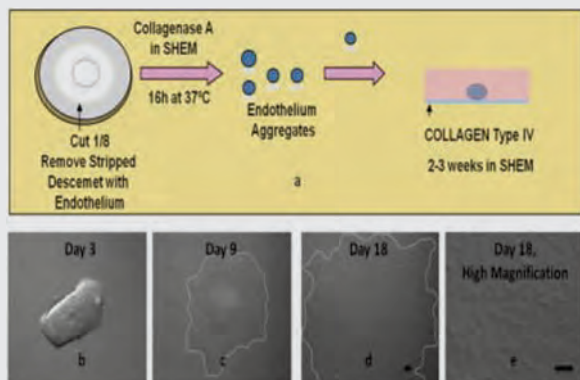 Collagenase A
in SHEM
16h at 37ºC
Cut 1/8
Remove Stripped
Descemet with
Endothelium
Endothelium
Aggregates
COLLAGEN Type IV
2-3 weeks in SHEM
a
Day 3
b
Day 9
c
Day 18
d
Day 18,
High Magnification
e